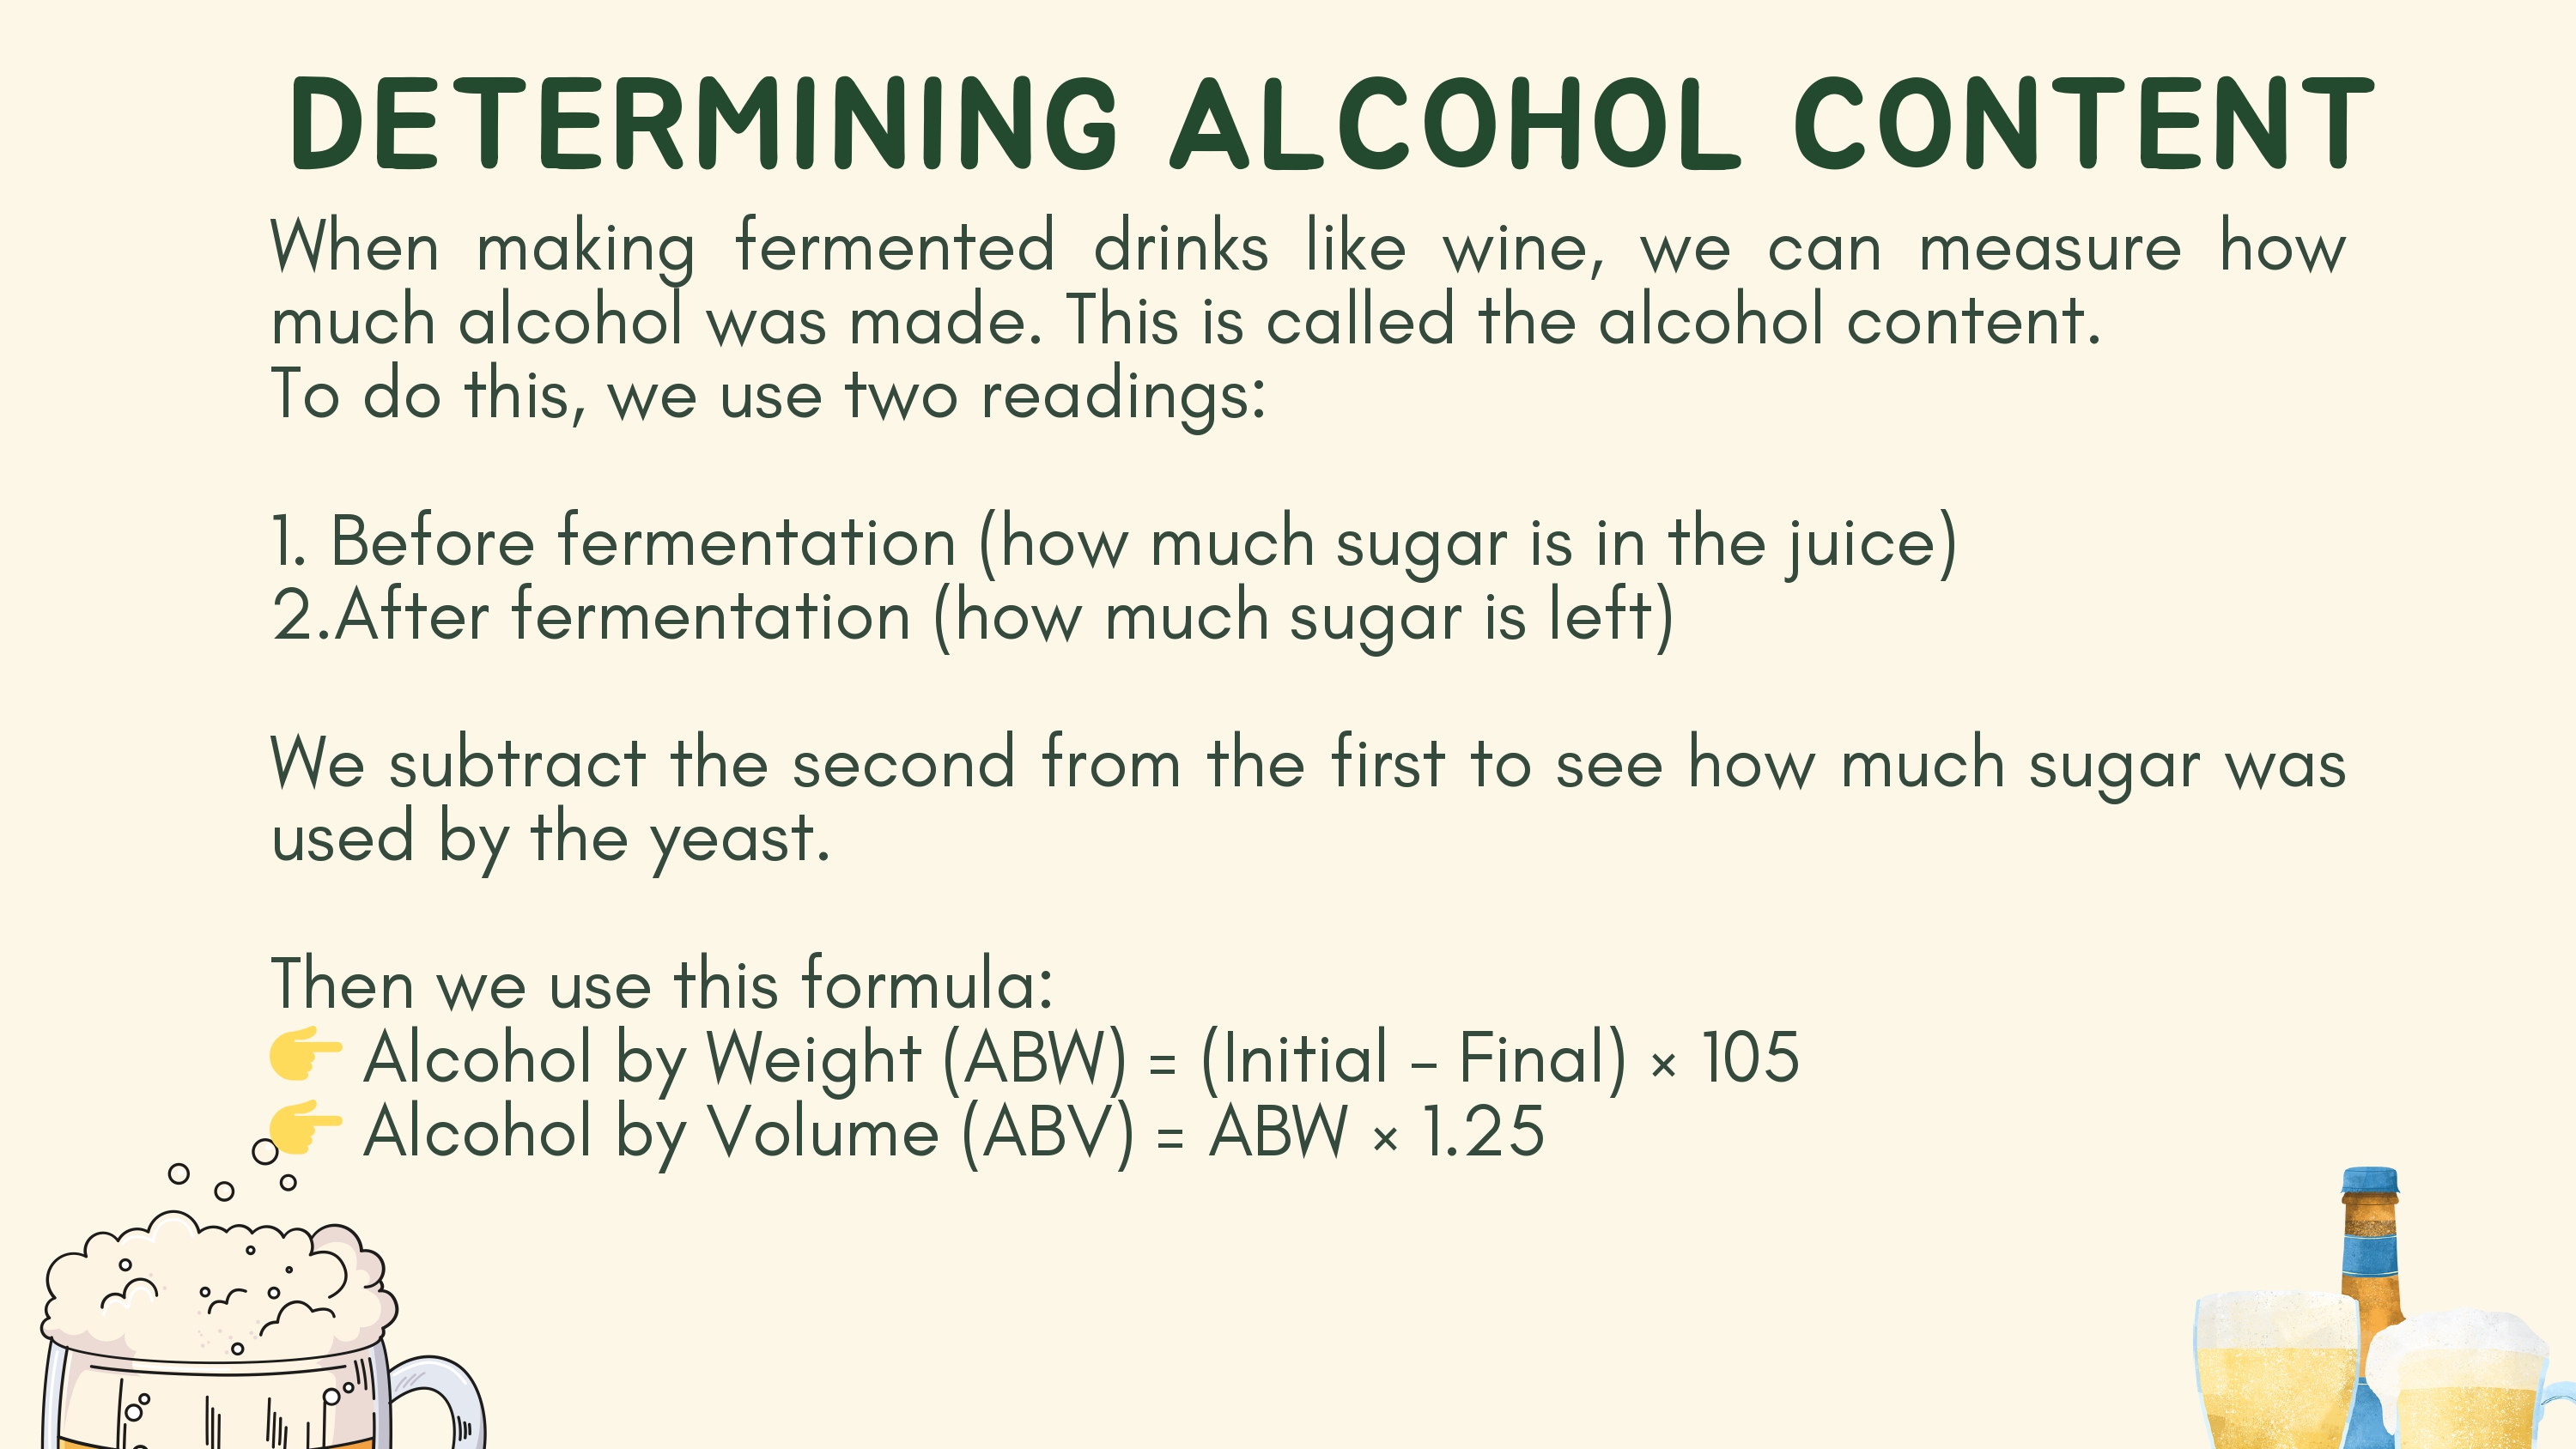 DETERMINING ALCOHOL CONTENT
When making fermented drinks like wine, we can measure how
much alcohol was made. This is called the alcohol content.
To do this, we use two readings:
1. Before fermentation (how much sugar is in the juice)
2.After fermentation (how much sugar is left)
We subtract the second from the first to see how much sugar was
used by the yeast.
Then we use this formula:
👉 Alcohol by Weight (ABW) = (Initial – Final) × 105
👉 Alcohol by Volume (ABV) = ABW × 1.25